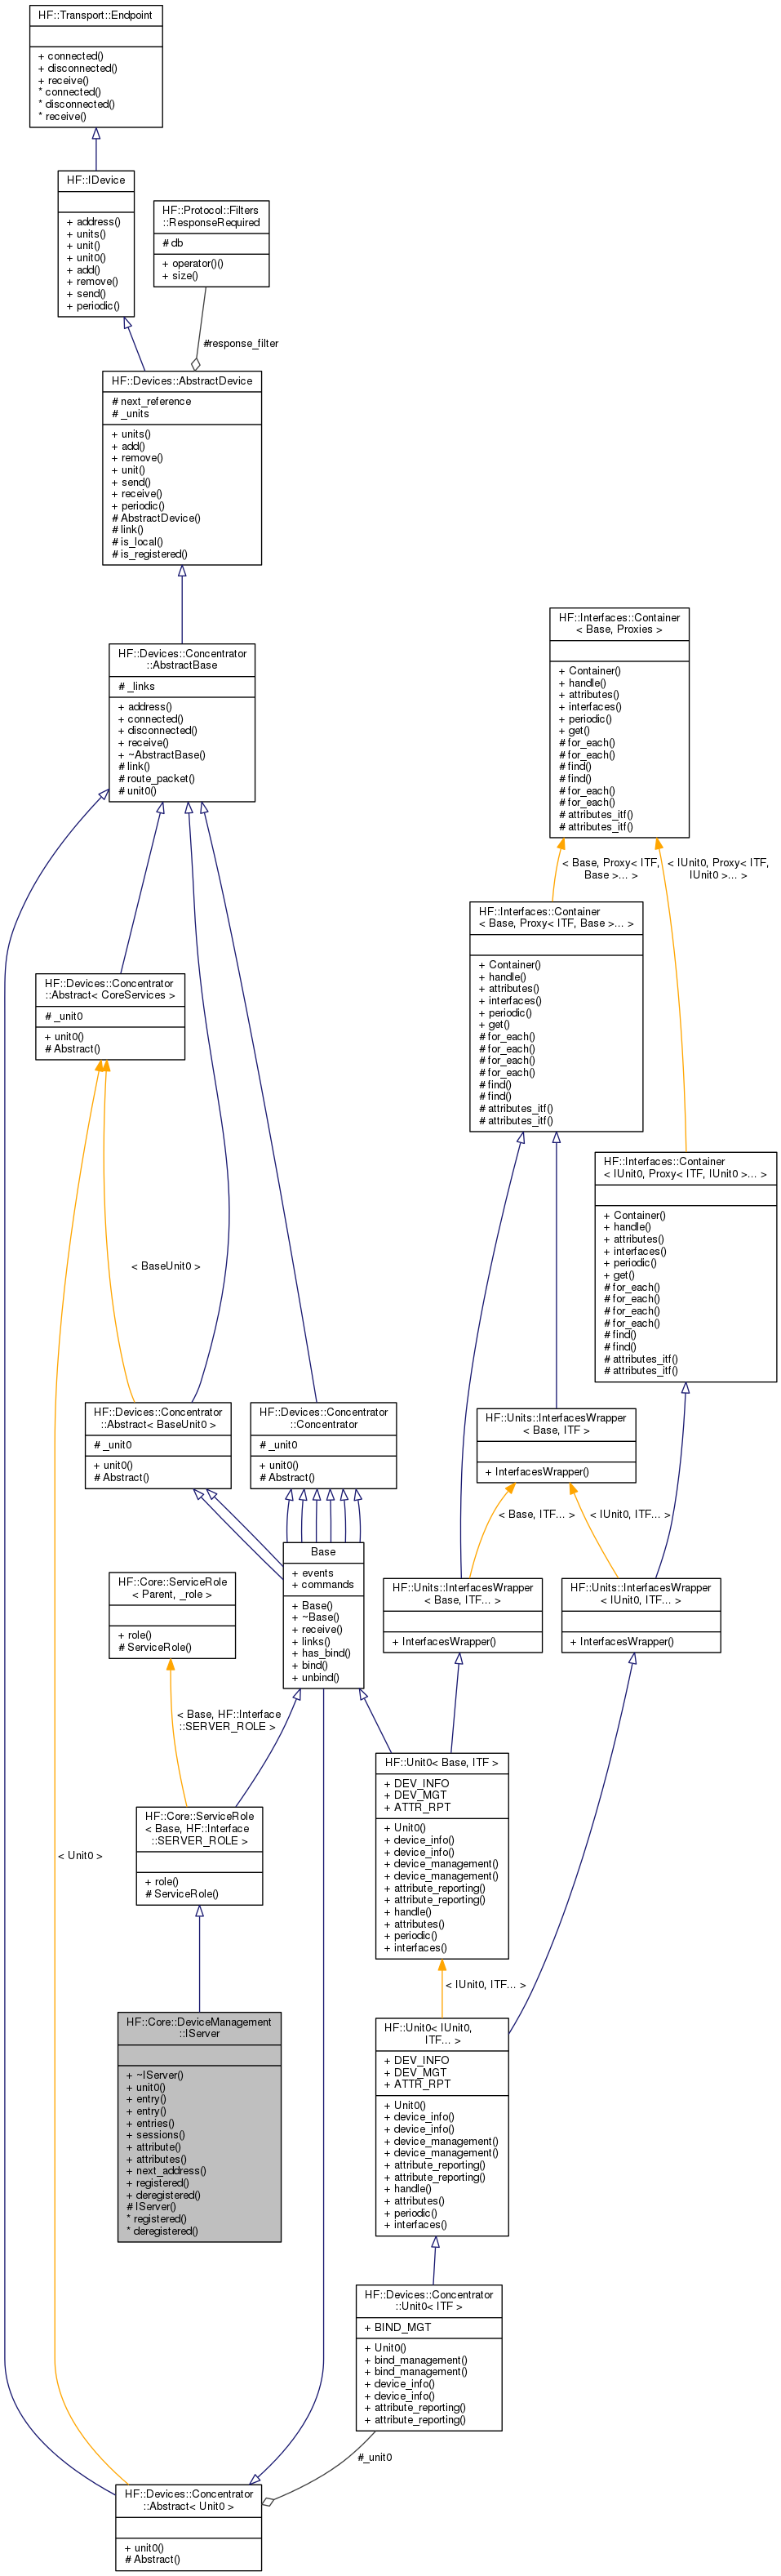 HF::Transport::Endpoint
+ connected()
+ disconnected()
+ receive()
* connected()
* disconnected()
* receive()
HF::IDevice
+ address()
+ units()
+ unit()
+ unit0()
+ add()
+ remove()
+ send()
+ periodic()
HF::Protocol::Filters
::ResponseRequired
# db
+ operator()()
+ size()
#response_filter
HF::Devices::AbstractDevice
# next_reference
# _units
+ units()
+ add()
+ remove()
+ unit()
+ send()
+ receive()
+ periodic()
# AbstractDevice()
# link()
# is_local()
# is_registered()
HF::Devices::Concentrator
::AbstractBase
# _links
+ address()
+ connected()
+ disconnected()
+ receive()
+ ~AbstractBase()
# link()
# route_packet()
# unit0()
HF::Interfaces::Container
< Base, Proxies >
+ Container()
+ handle()
+ attributes()
+ interfaces()
+ periodic()
+ get()
# for_each()
# for_each()
# find()
# find()
# for_each()
# for_each()
# attributes_itf()
# attributes_itf()
< Base, Proxy< ITF,
Base >... >
< IUnit0, Proxy< ITF,
IUnit0 >... >
HF::Interfaces::Container
< Base, Proxy< ITF, Base >... >
+ Container()
+ handle()
+ attributes()
+ interfaces()
+ periodic()
+ get()
# for_each()
# for_each()
# for_each()
# for_each()
# find()
# find()
# attributes_itf()
# attributes_itf()
HF::Devices::Concentrator
::Abstract< CoreServices >
# _unit0
+ unit0()
# Abstract()
HF::Interfaces::Container
< IUnit0, Proxy< ITF, IUnit0 >... >
+ Container()
+ handle()
+ attributes()
+ interfaces()
+ periodic()
+ get()
# for_each()
# for_each()
# for_each()
# for_each()
# find()
# find()
# attributes_itf()
# attributes_itf()
< BaseUnit0 >
HF::Devices::Concentrator
::Abstract< BaseUnit0 >
# _unit0
+ unit0()
# Abstract()
HF::Devices::Concentrator
::Concentrator
# _unit0
+ unit0()
# Abstract()
HF::Units::InterfacesWrapper
< Base, ITF >
+ InterfacesWrapper()
< Base, ITF... >
< IUnit0, ITF... >
Base
+ events
+ commands
+ Base()
+ ~Base()
+ receive()
+ links()
+ has_bind()
+ bind()
+ unbind()
HF::Core::ServiceRole
< Parent, _role >
+ role()
# ServiceRole()
HF::Units::InterfacesWrapper
< Base, ITF... >
+ InterfacesWrapper()
HF::Units::InterfacesWrapper
< IUnit0, ITF... >
+ InterfacesWrapper()
< Base, HF::Interface
::SERVER_ROLE >
HF::Unit0< Base, ITF >
+ DEV_INFO
+ DEV_MGT
+ ATTR_RPT
+ Unit0()
+ device_info()
+ device_info()
+ device_management()
+ device_management()
+ attribute_reporting()
+ attribute_reporting()
+ handle()
+ attributes()
+ periodic()
+ interfaces()
HF::Core::ServiceRole
< Base, HF::Interface
::SERVER_ROLE >
+ role()
# ServiceRole()
< Unit0 >
< IUnit0, ITF... >
HF::Core::DeviceManagement
::IServer
+ ~IServer()
+ unit0()
+ entry()
+ entry()
+ entries()
+ sessions()
+ attribute()
+ attributes()
+ next_address()
+ registered()
+ deregistered()
# IServer()
* registered()
* deregistered()
HF::Unit0< IUnit0,
ITF... >
+ DEV_INFO
+ DEV_MGT
+ ATTR_RPT
+ Unit0()
+ device_info()
+ device_info()
+ device_management()
+ device_management()
+ attribute_reporting()
+ attribute_reporting()
+ handle()
+ attributes()
+ periodic()
+ interfaces()
HF::Devices::Concentrator
::Unit0< ITF >
+ BIND_MGT
+ Unit0()
+ bind_management()
+ bind_management()
+ device_info()
+ device_info()
+ attribute_reporting()
+ attribute_reporting()
#_unit0
HF::Devices::Concentrator
::Abstract< Unit0 >
+ unit0()
# Abstract()